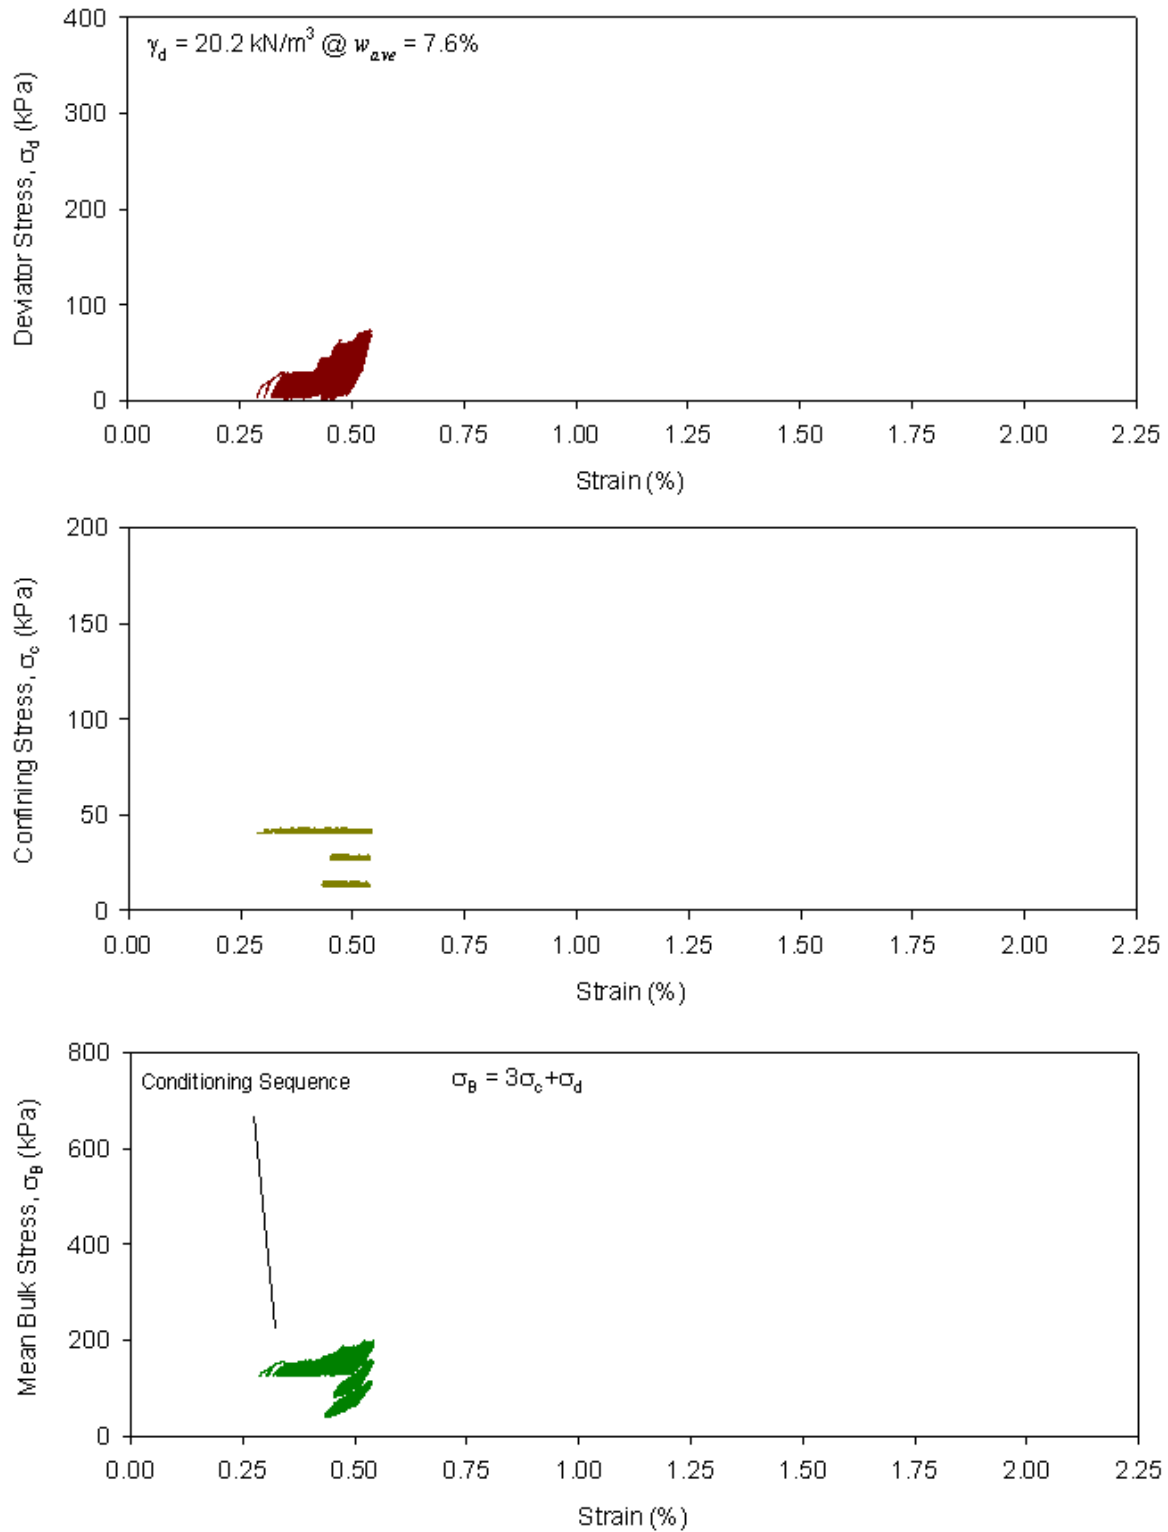 400
γd = 20.2 kN/m³ @ wave = 7.6%
300
200
100
0
Deviator Stress, σd (kPa)
0.00 0.25 0.50 0.75 1.00 1.25 1.50 1.75 2.00 2.25
Strain (%)
200
150
100
50
0
Confining Stress, σc (kPa)
0.00 0.25 0.50 0.75 1.00 1.25 1.50 1.75 2.00 2.25
Strain (%)
800
Conditioning Sequence
σB = 3σc+σd
600
400
200
0
Mean Bulk Stress, σB (kPa)
0.00 0.25 0.50 0.75 1.00 1.25 1.50 1.75 2.00 2.25
Strain (%)